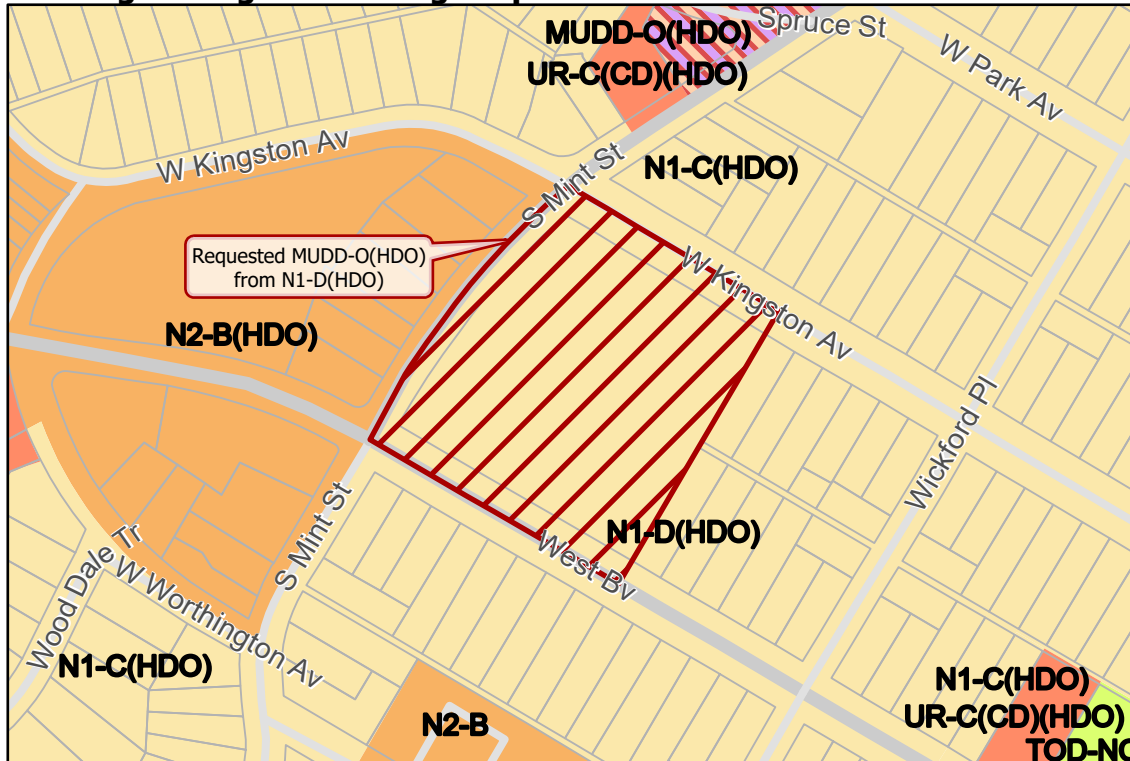 MUDD-O(HDO)
UR-C(CD)(HDO)
Spruce St
W Park Av
W Kingston Av
S Mint St
N1-C(HDO)
Requested MUDD-O(HDO)
from N1-D(HDO)
W Kingston Av
N2-B(HDO)
Wickford Pl
N1-D(HDO)
West Bv
S Mint St
Wood Dale Tr
W Worthington Av
N1-C(HDO)
N2-B
N1-C(HDO)
UR-C(CD)(HDO)